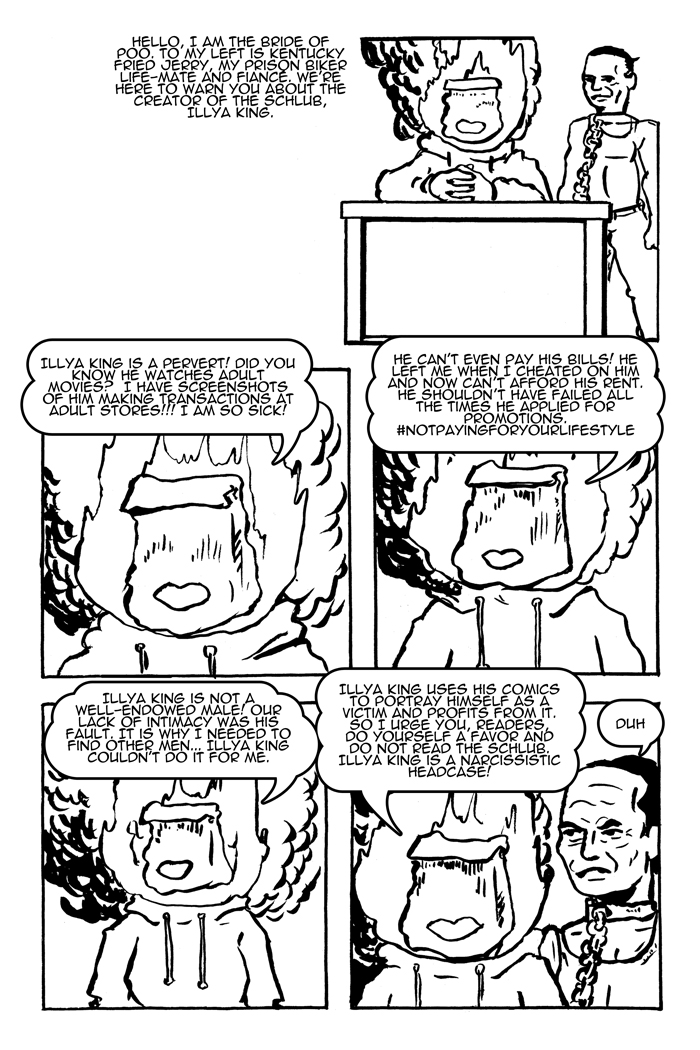 HELLO, I AM THE BRIDE OF
POO. TO MY LEFT IS KENTUCKY
FRIED JERRY, MY PRISON BIKER
LIFE-MATE AND FIANCE. WE'RE
HERE TO WARN YOU ABOUT THE
CREATOR OF THE SCHLUB,
ILLYA KING.
ILLYA KING IS A PERVERT! DID YOU
KNOW HE WATCHES ADULT
MOVIES? I HAVE SCREENSHOTS
OF HIM MAKING TRANSACTIONS AT
ADULT STORES!!! I AM SO SICK!
HE CAN'T EVEN PAY HIS BILLS! HE
LEFT ME WHEN I CHEATED ON HIM
AND NOW CAN'T AFFORD HIS RENT.
HE SHOULDN'T HAVE FAILED ALL
THE TIMES HE APPLIED FOR
PROMOTIONS.
#NOTPAYINGFORYOURLIFESTYLE
ILLYA KING IS NOT A
WELL-ENDOWED MALE! OUR
LACK OF INTIMACY WAS HIS
FAULT. IT IS WHY I NEEDED TO
FIND OTHER MEN... ILLYA KING
COULDN'T DO IT FOR ME.
ILLYA KING USES HIS COMICS
TO PORTRAY HIMSELF AS A
VICTIM AND PROFITS FROM IT.
SO I URGE YOU, READERS,
DO YOURSELF A FAVOR AND
DO NOT READ THE SCHLUB.
ILLYA KING IS A NARCISSISTIC
HEADCASE!
DUH